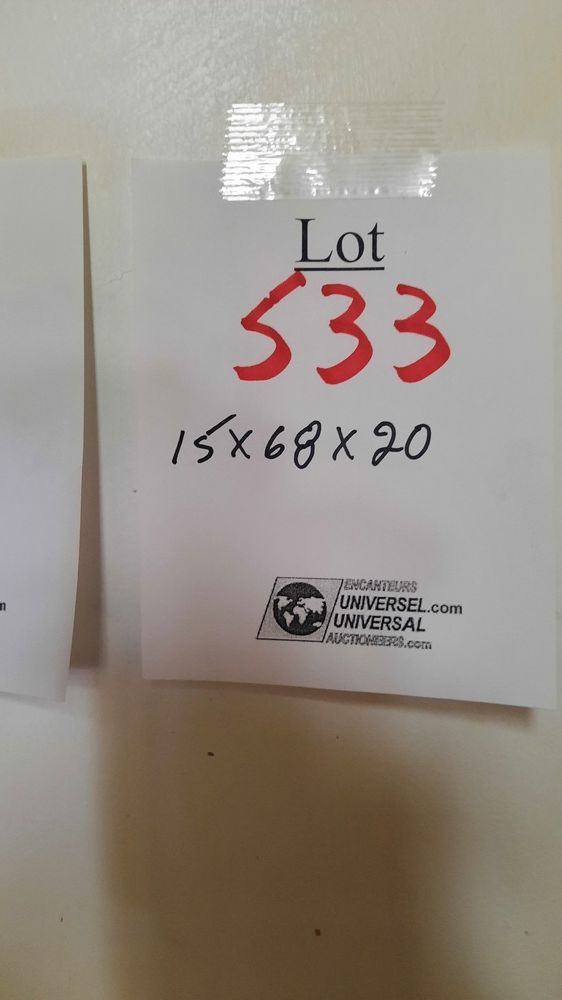 Lot
533
15x68x20
ENCANTEURS
UNIVERSEL.com
UNIVERSAL
AUCTIONEERS.com